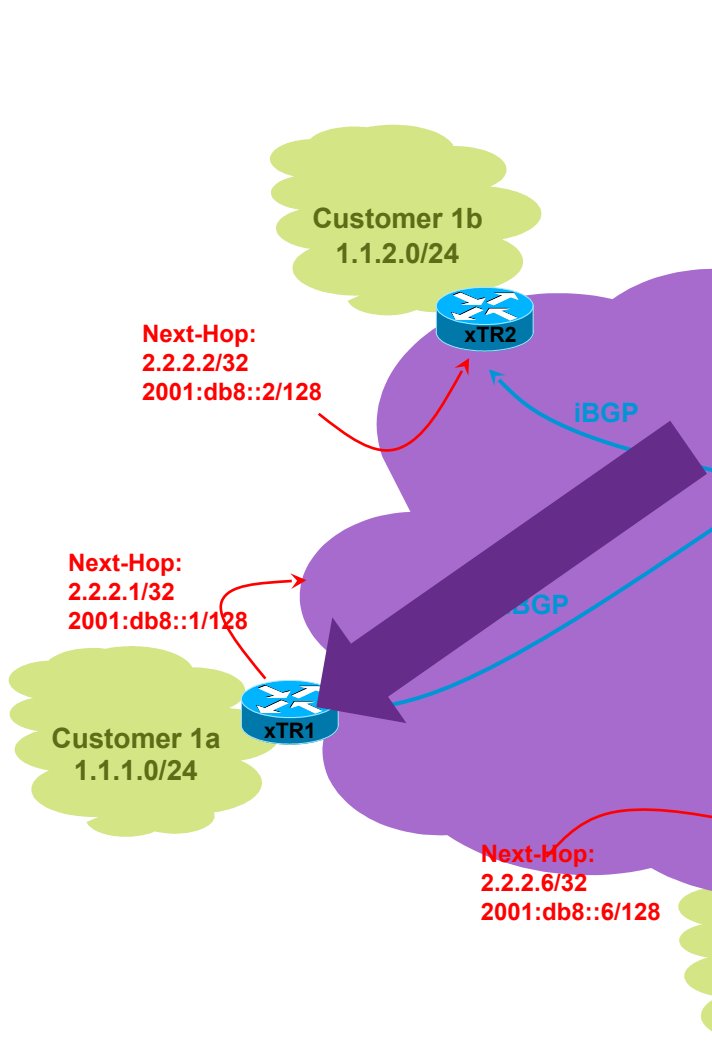 Customer 1b
1.1.2.0/24
xTR2
Next-Hop:
2.2.2.2/32
2001:db8::2/128
iBGP
Next-Hop:
2.2.2.1/32
2001:db8::1/128
BGP
xTR1
Customer 1a
1.1.1.0/24
Next-Hop:
2.2.2.6/32
2001:db8::6/128